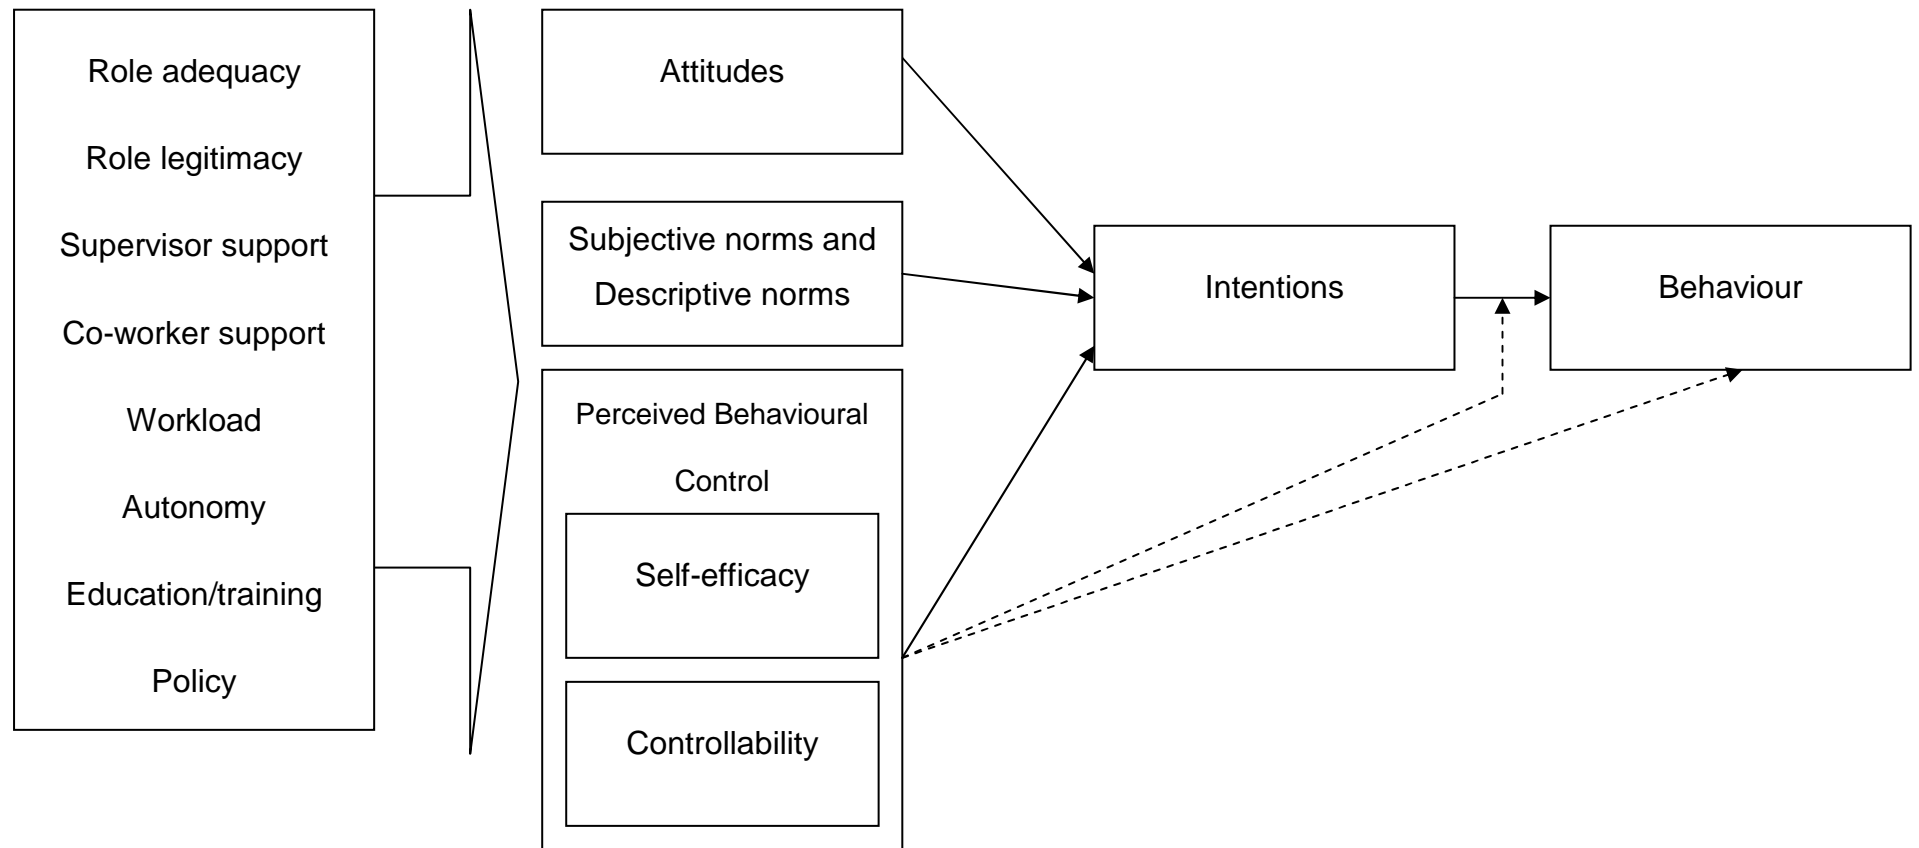 Role adequacy
Role legitimacy
Supervisor support
Co-worker support
Workload
Autonomy
Education/training
Policy
Attitudes
Subjective norms and
Descriptive norms
Perceived Behavioural
Control
Self-efficacy
Controllability
Intentions
Behaviour